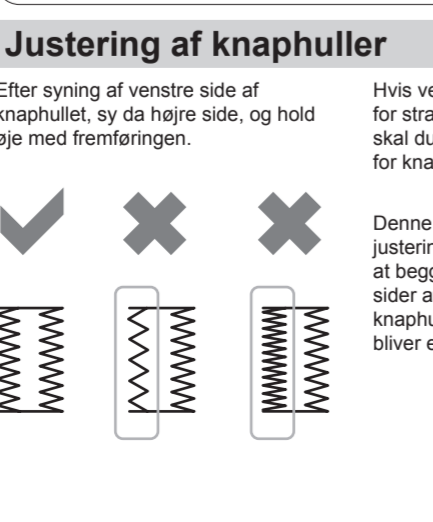 Justering af knaphuller
Efter syning af venstre side af
knaphullet, sy da højre side, og hold
øje med fremføringen.
Hvis ve
for stra
skal du
for kna
Denne
justerin
at begg
sider a
knaphu
bliver e